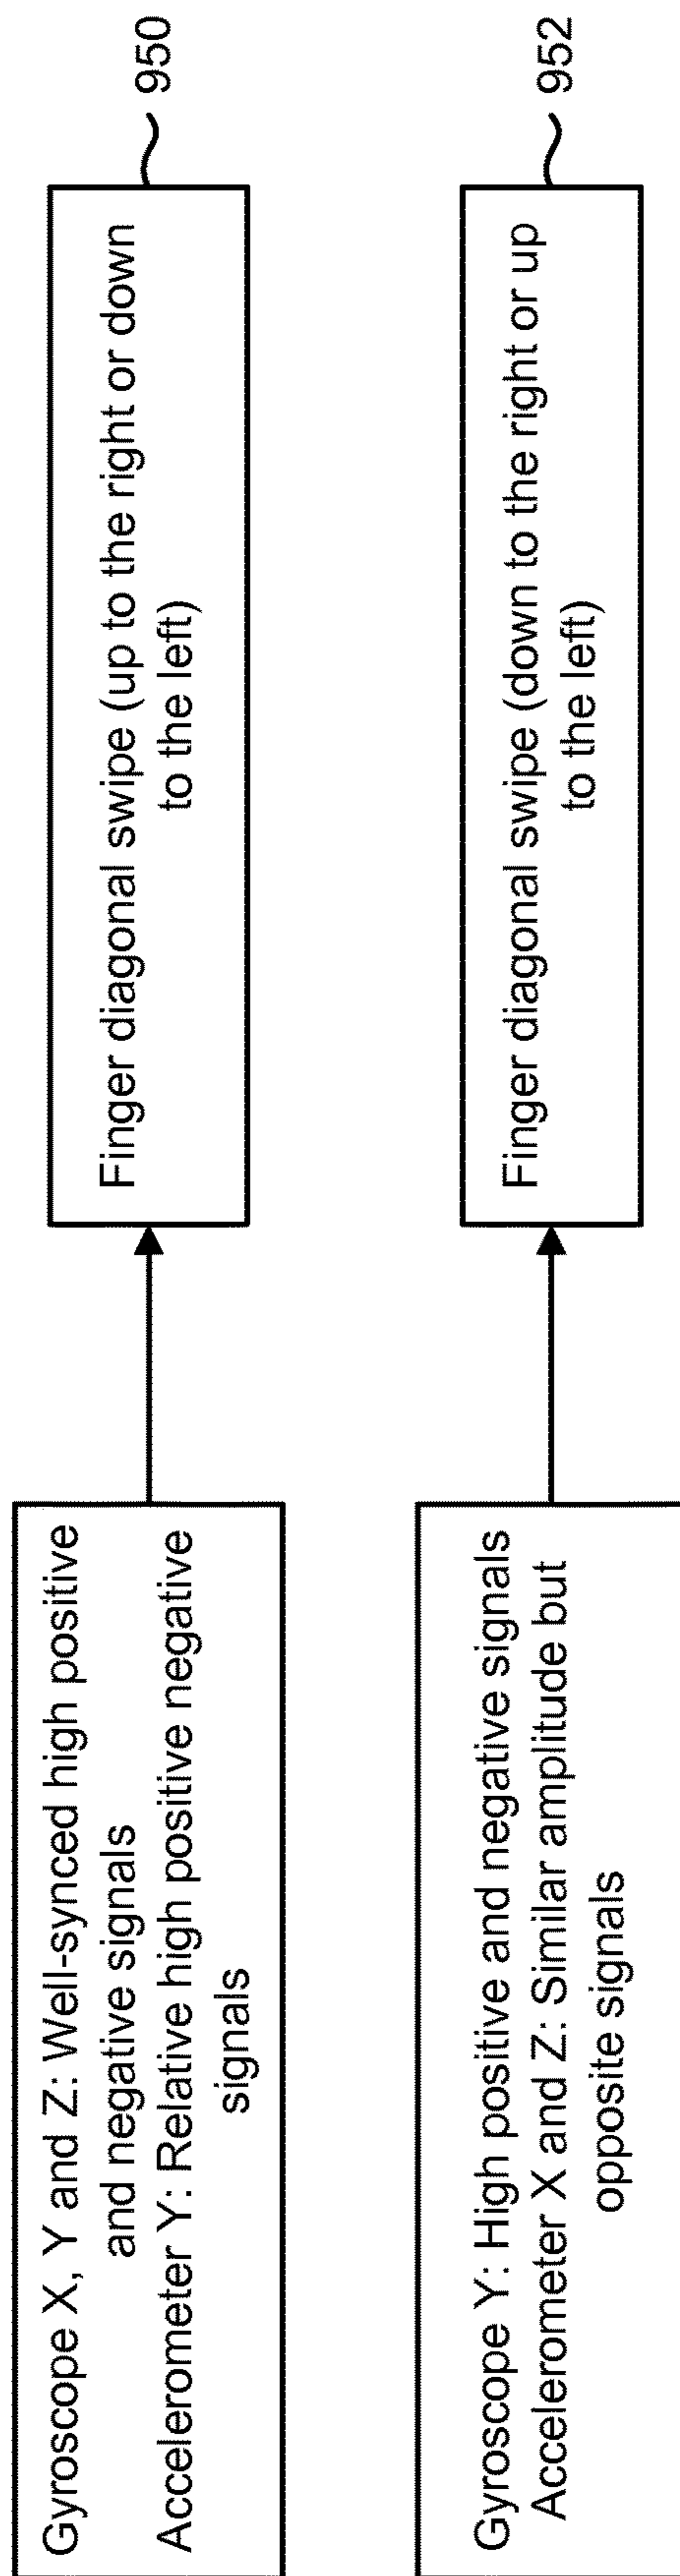 Gyroscope X, Y and Z: Well-synced high positive
and negative signals
Accelerometer Y: Relative high positive negative
signals
Finger diagonal swipe (up to the right or down
to the left)
950
Gyroscope Y: High positive and negative signals
Accelerometer X and Z: Similar amplitude but
opposite signals
Finger diagonal swipe (down to the right or up
to the left)
952